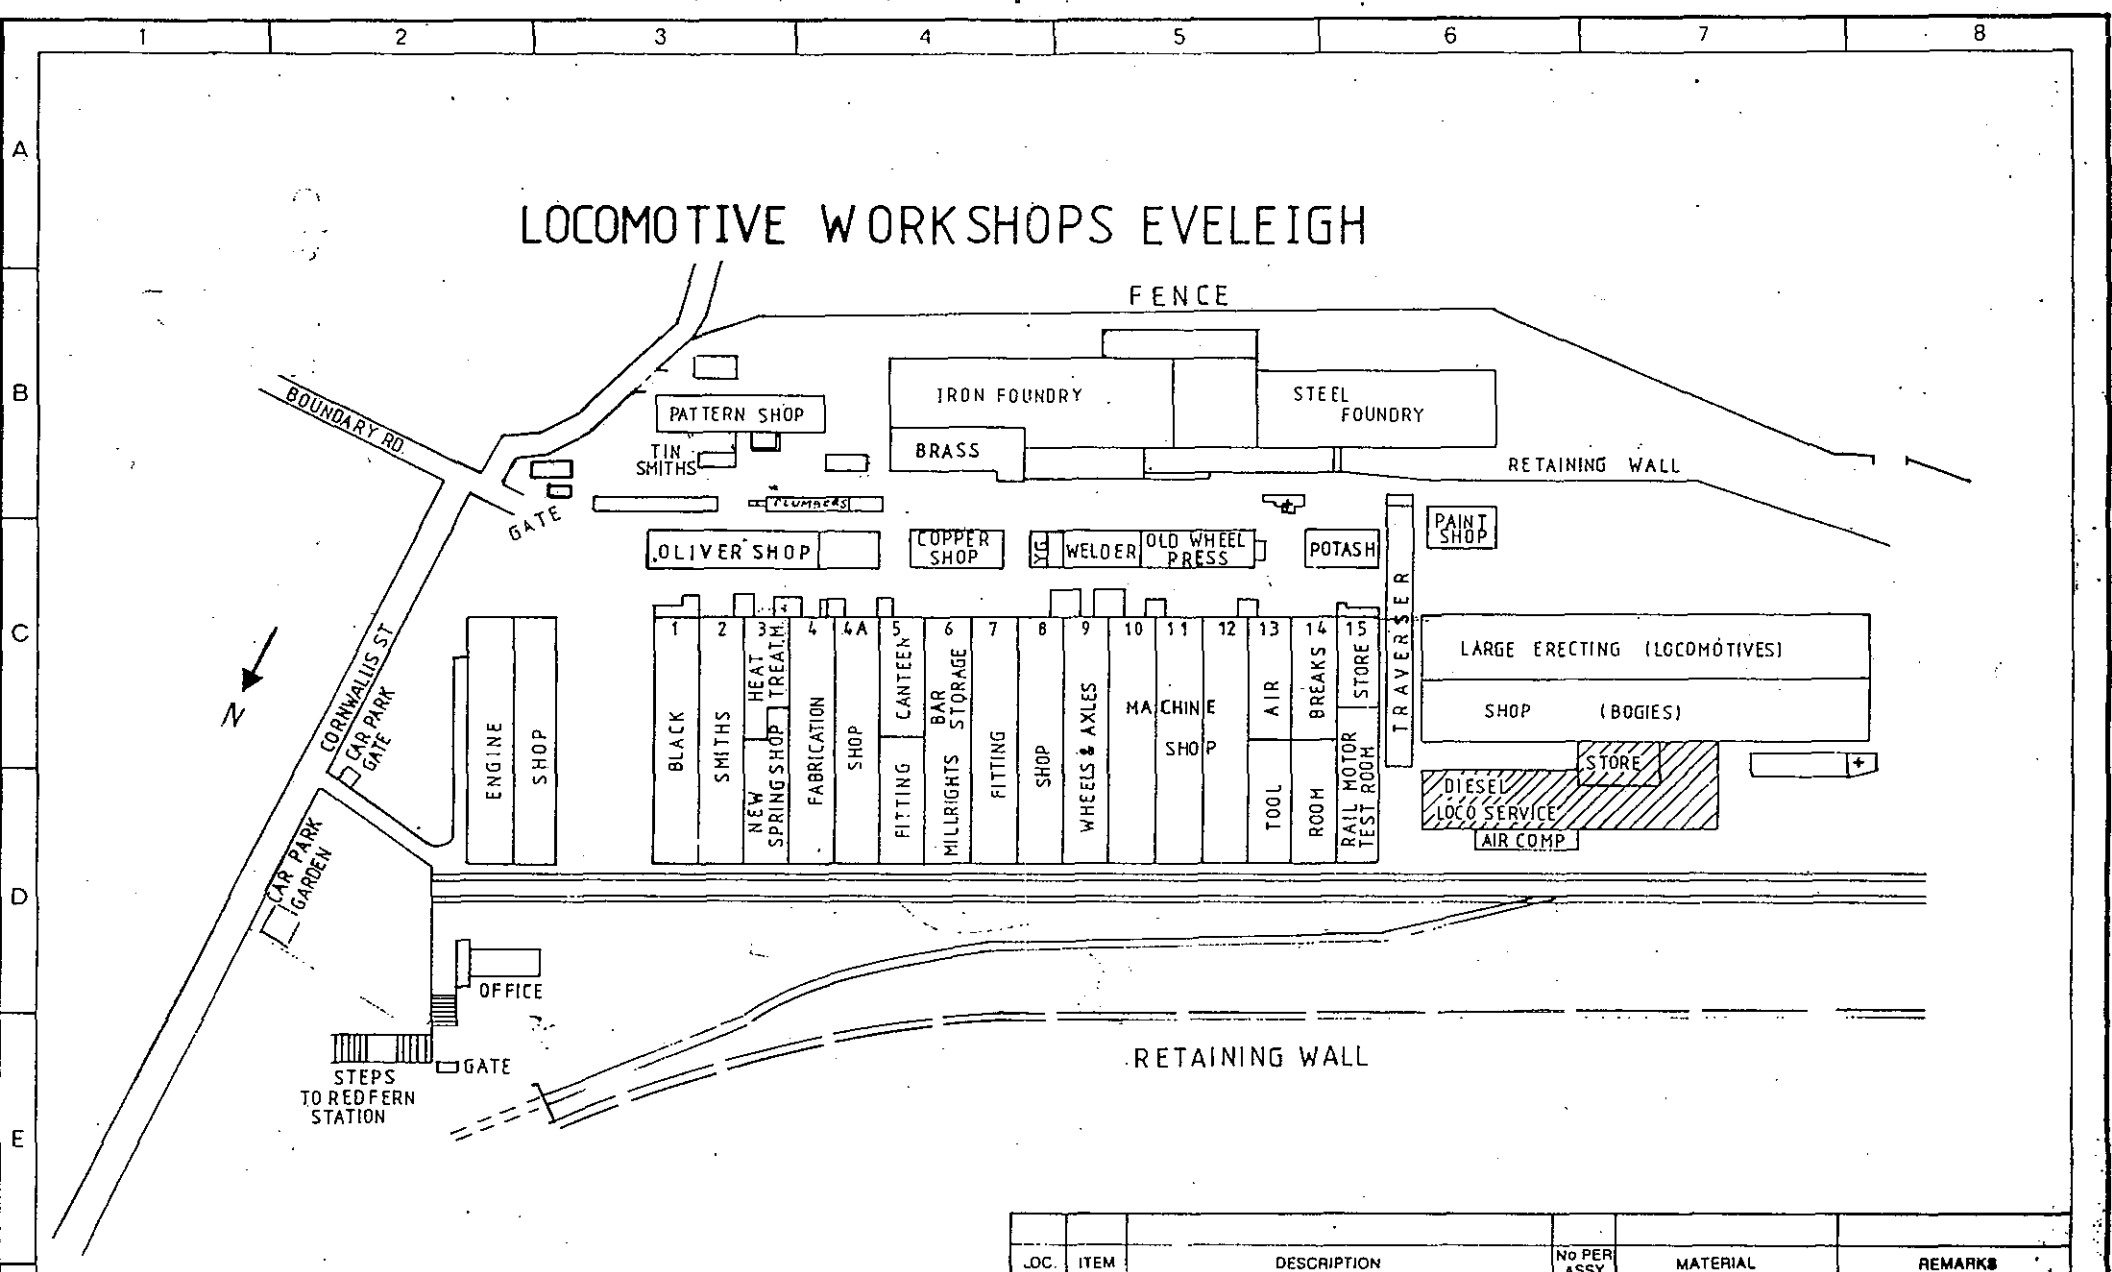 1 2 3 4 5 6 7 8
A
LOCOMOTIVE WORKSHOPS EVELEIGH
FENCE
B
BOUNDARY RD.
PATTERN SHOP
IRON FOUNDRY
STEEL
FOUNDRY
TIN
SMITHS
BRASS
RETAINING WALL
PLUMBERS
GATE
OLIVER SHOP
COPPER
SHOP
YG
WELDER
OLD WHEEL
PRESS
POTASH
PAINT
SHOP
TRAVERSER
C
CORNWALLIS ST
CAR PARK
GATE
N
ENGINE
SHOP
1 2 3 4 4A 5 6 7 8 9 10 11 12 13 14 15
BLACK
SMITHS
HEAT
TREAT.M.
NEW
SPRING SHOP
FABRICATION
SHOP
CANTEEN
FITTING
BAR
STORAGE
MILLRIGHTS
FITTING
SHOP
WHEELS & AXLES
MACHINE
SHOP
AIR
BREAKS
TOOL
ROOM
STORE
RAIL MOTOR
TEST ROOM
LARGE ERECTING (LOCOMOTIVES)
SHOP (BOGIES)
STORE
DIESEL
LOCO SERVICE
AIR COMP
D
CAR PARK
GARDEN
OFFICE
GATE
STEPS
TO REDFERN
STATION
RETAINING WALL
E
LOC. ITEM DESCRIPTION No PER ASSY MATERIAL REMARKS